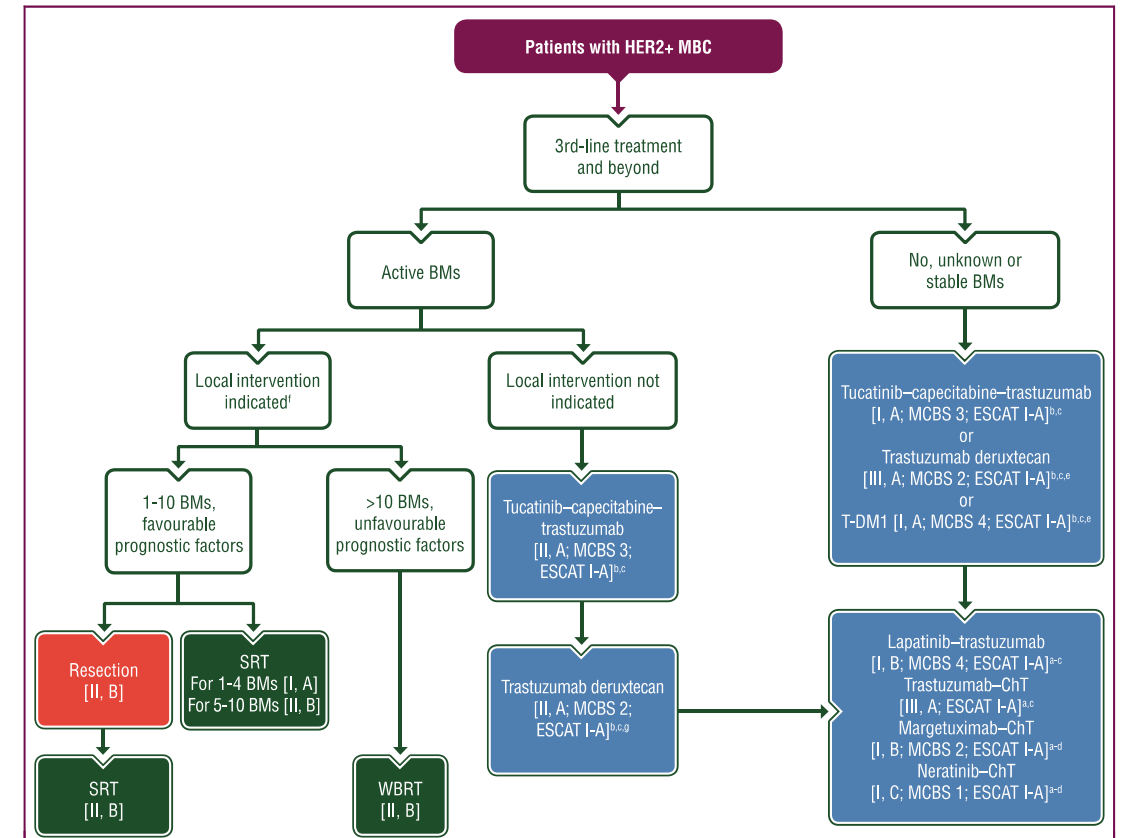 Patients with HER2+ MBC
3rd-line treatment
and beyond
Active BMs
No, unknown or
stable BMs
Local intervention
indicatedᶠ
Local intervention not
indicated
1-10 BMs,
favourable
prognostic factors
>10 BMs,
unfavourable
prognostic factors
Tucatinib–capecitabine–
trastuzumab
[II, A; MCBS 3;
ESCAT I-A]ᵇ,ᶜ
Tucatinib–capecitabine–trastuzumab
[I, A; MCBS 3; ESCAT I-A]ᵇ,ᶜ
or
Trastuzumab deruxtecan
[III, A; MCBS 2; ESCAT I-A]ᵇ,ᶜ,ᵉ
or
T-DM1 [I, A; MCBS 4; ESCAT I-A]ᵇ,ᶜ,ᵉ
Resection
[II, B]
SRT
For 1-4 BMs [I, A]
For 5-10 BMs [II, B]
Trastuzumab deruxtecan
[II, A; MCBS 2;
ESCAT I-A]ᵇ,ᶜ,ᵍ
Lapatinib–trastuzumab
[I, B; MCBS 4; ESCAT I-A]ᵃ⁻ᶜ
Trastuzumab–ChT
[III, A; ESCAT I-A]ᵃ,ᶜ
Margetuximab–ChT
[I, B; MCBS 2; ESCAT I-A]ᵃ⁻ᵈ
Neratinib–ChT
[I, C; MCBS 1; ESCAT I-A]ᵃ⁻ᵈ
SRT
[II, B]
WBRT
[II, B]